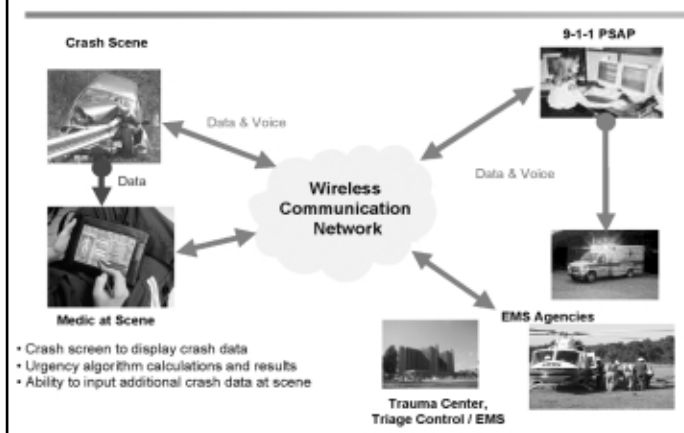 Crash Scene
9-1-1 PSAP
Data & Voice
Data
Wireless
Communication
Network
Data & Voice
Medic at Scene
• Crash screen to display crash data
• Urgency algorithm calculations and results
• Ability to input additional crash data at scene
EMS Agencies
Trauma Center,
Triage Control / EMS